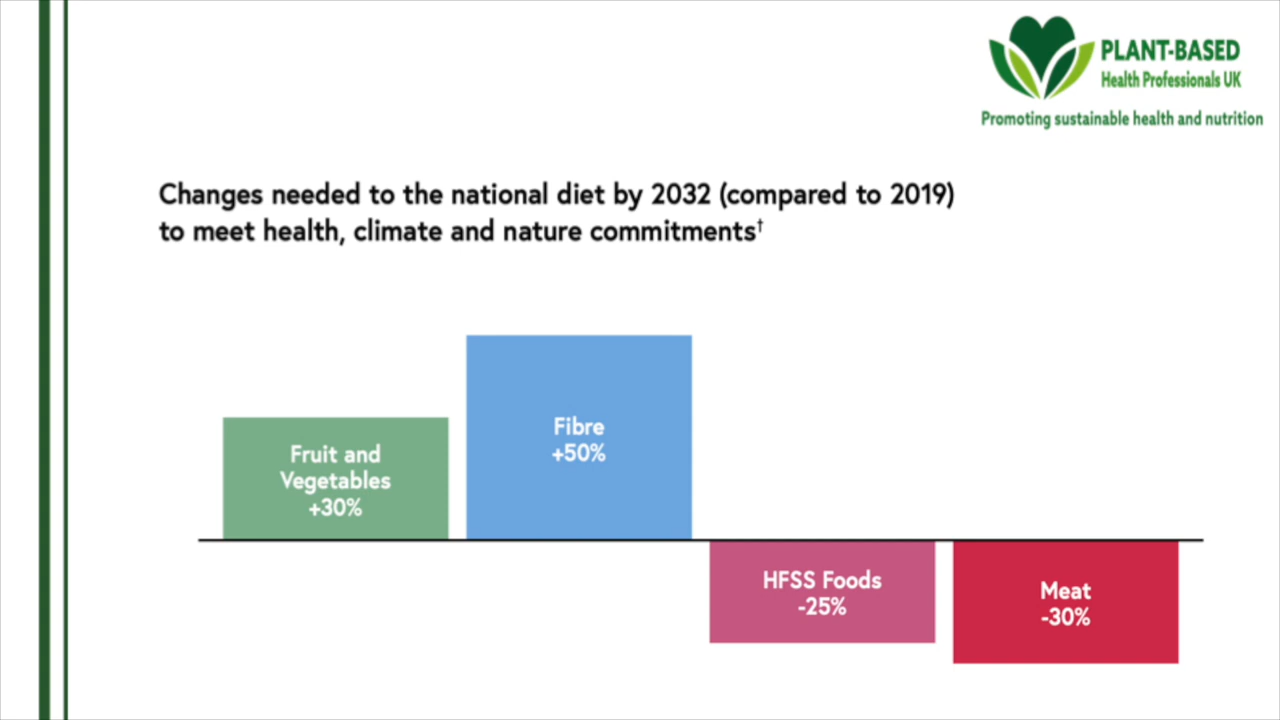 PLANT-BASED
Health Professionals UK
Promoting sustainable health and nutrition
Changes needed to the national diet by 2032 (compared to 2019)
to meet health, climate and nature commitments†
Fruit and
Vegetables
+30%
Fibre
+50%
HFSS Foods
-25%
Meat
-30%